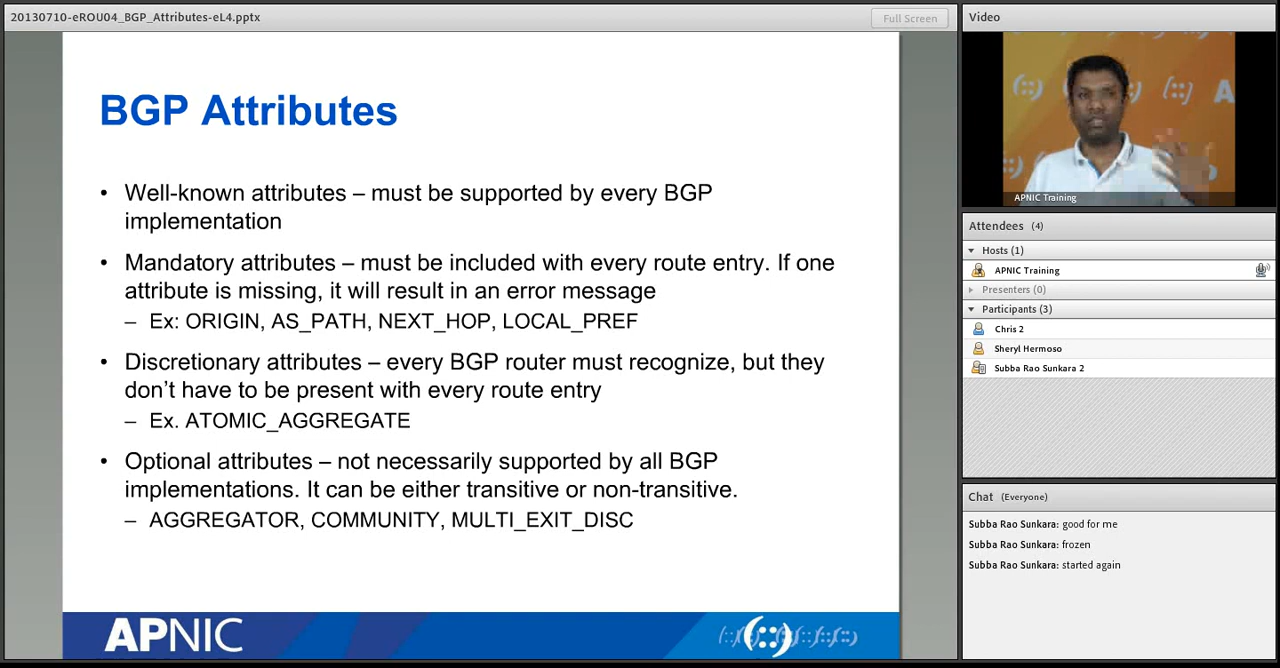 20130710-eROU04_BGP_Attributes-eL4.pptx
Full Screen
BGP Attributes
• Well-known attributes – must be supported by every BGP
implementation
• Mandatory attributes – must be included with every route entry. If one
attribute is missing, it will result in an error message
– Ex: ORIGIN, AS_PATH, NEXT_HOP, LOCAL_PREF
• Discretionary attributes – every BGP router must recognize, but they
don’t have to be present with every route entry
– Ex. ATOMIC_AGGREGATE
• Optional attributes – not necessarily supported by all BGP
implementations. It can be either transitive or non-transitive.
– AGGREGATOR, COMMUNITY, MULTI_EXIT_DISC
APNIC
(::)
Video
(::)
(::)
A
APNIC Training
Attendees (4)
Hosts (1)
APNIC Training
Presenters (0)
Participants (3)
Chris 2
Sheryl Hermoso
Subba Rao Sunkara 2
Chat (Everyone)
Subba Rao Sunkara: good for me
Subba Rao Sunkara: frozen
Subba Rao Sunkara: started again